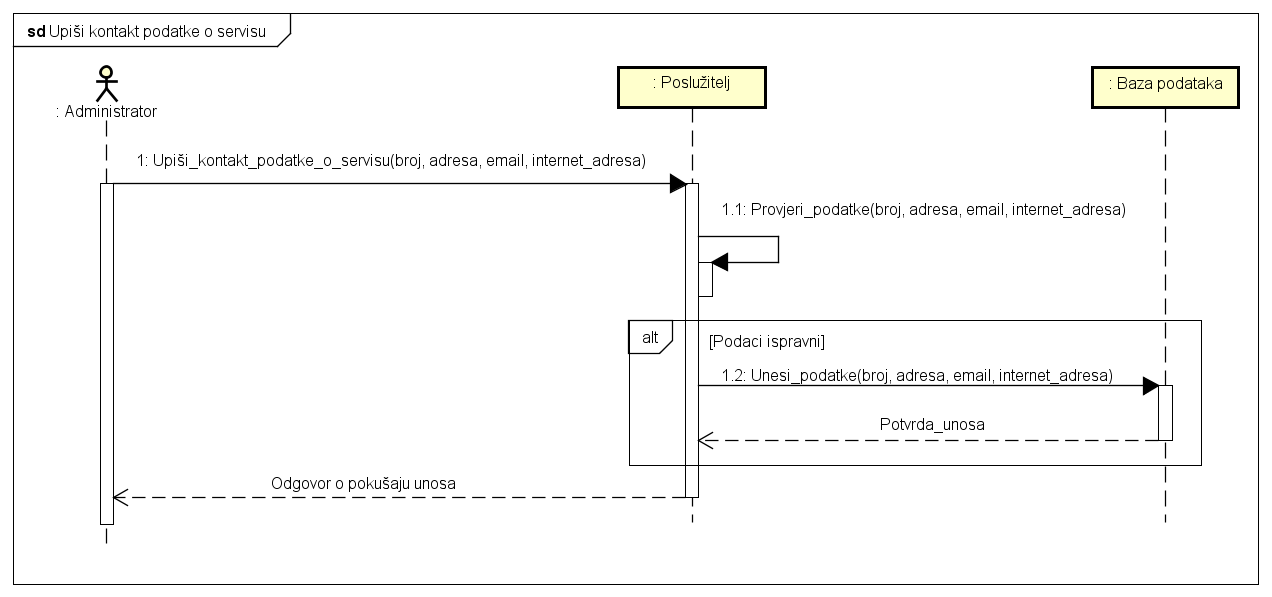 sd Upiši kontakt podatke o servisu
: Administrator
: Poslužitelj
: Baza podataka
1: Upiši_kontakt_podatke_o_servisu(broj, adresa, email, internet_adresa)
1.1: Provjeri_podatke(broj, adresa, email, internet_adresa)
alt
[Podaci ispravni]
1.2: Unesi_podatke(broj, adresa, email, internet_adresa)
Potvrda_unosa
Odgovor o pokušaju unosa